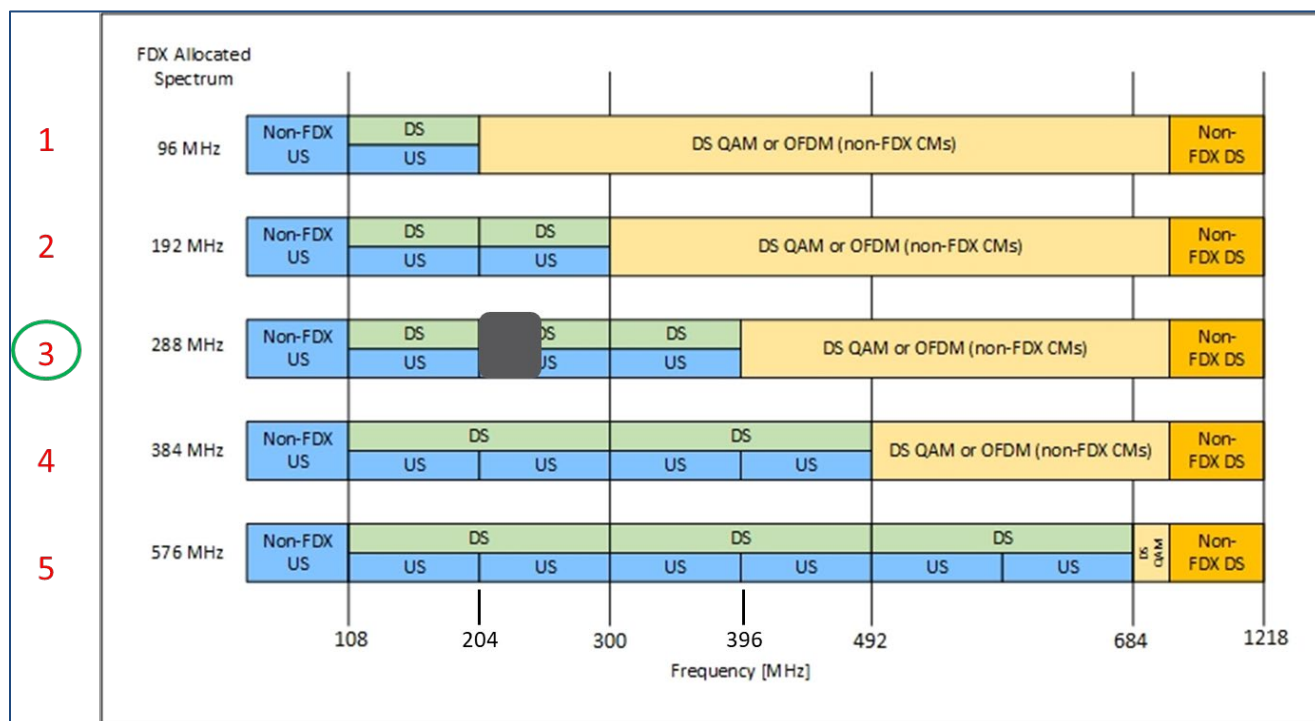 FDX Allocated
Spectrum
1
96 MHz
Non-FDX
US
DS
US
DS QAM or OFDM (non-FDX CMs)
Non-
FDX DS
2
192 MHz
Non-FDX
US
DS
DS
US
US
DS QAM or OFDM (non-FDX CMs)
Non-
FDX DS
3
288 MHz
Non-FDX
US
DS
DS
US
US
DS QAM or OFDM (non-FDX CMs)
Non-
FDX DS
4
384 MHz
Non-FDX
US
DS
DS
US
US
US
US
DS QAM or OFDM (non-FDX CMs)
Non-
FDX DS
5
576 MHz
Non-FDX
US
DS
DS
DS
US
US
US
US
US
US
DS
QAM
Non-
FDX DS
108
204
300
396
492
684
1218
Frequency [MHz]